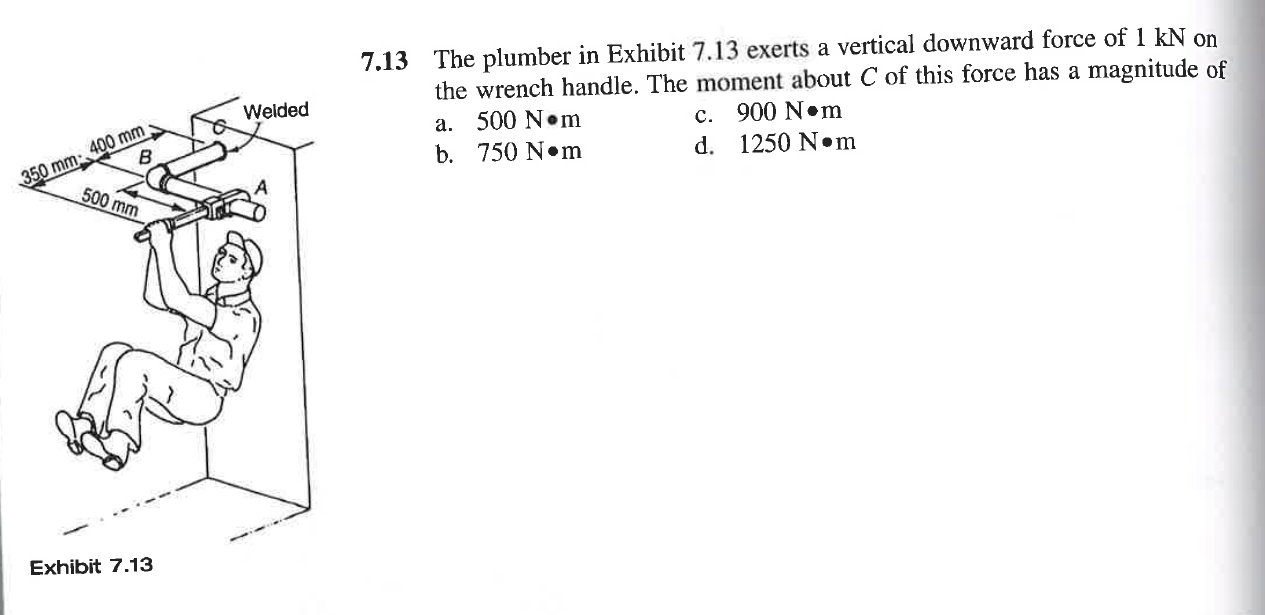 7.13 The plumber in Exhibit 7.13 exerts a vertical downward force of 1 kN on
the wrench handle. The moment about C of this force has a magnitude of
a. 500 N•m
c. 900 N•m
b. 750 N•m
d. 1250 N•m
Welded
C
400 mm
350 mm
B
A
500 mm
Exhibit 7.13